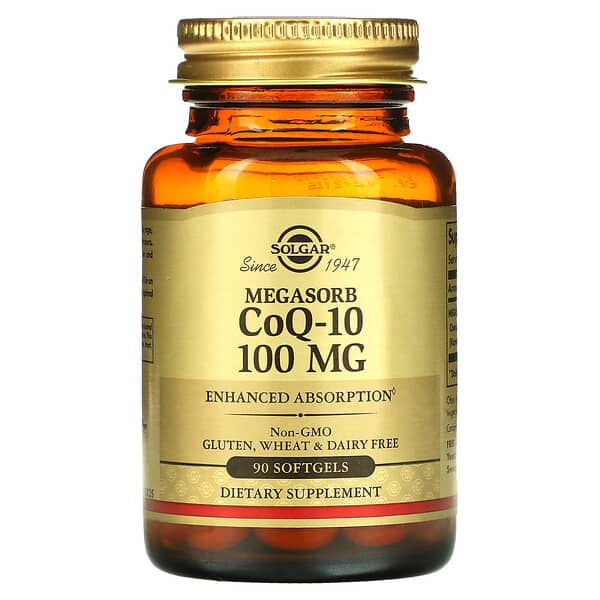 SOLGAR®
Since 1947
MEGASORB
CoQ-10
100 MG
ENHANCED ABSORPTION◊
Non-GMO
GLUTEN, WHEAT & DAIRY FREE
90 SOFTGELS
DIETARY SUPPLEMENT